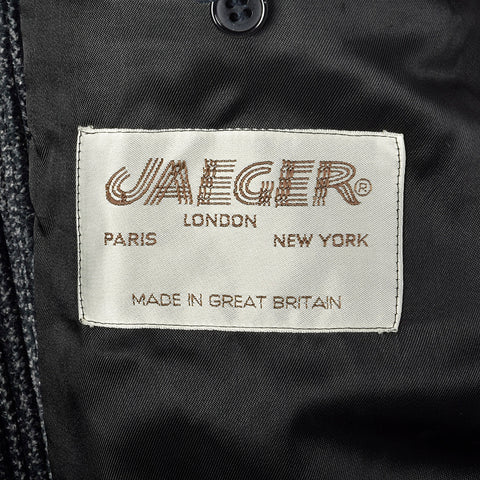 JAEGER®
LONDON
PARIS NEW YORK
MADE IN GREAT BRITAIN